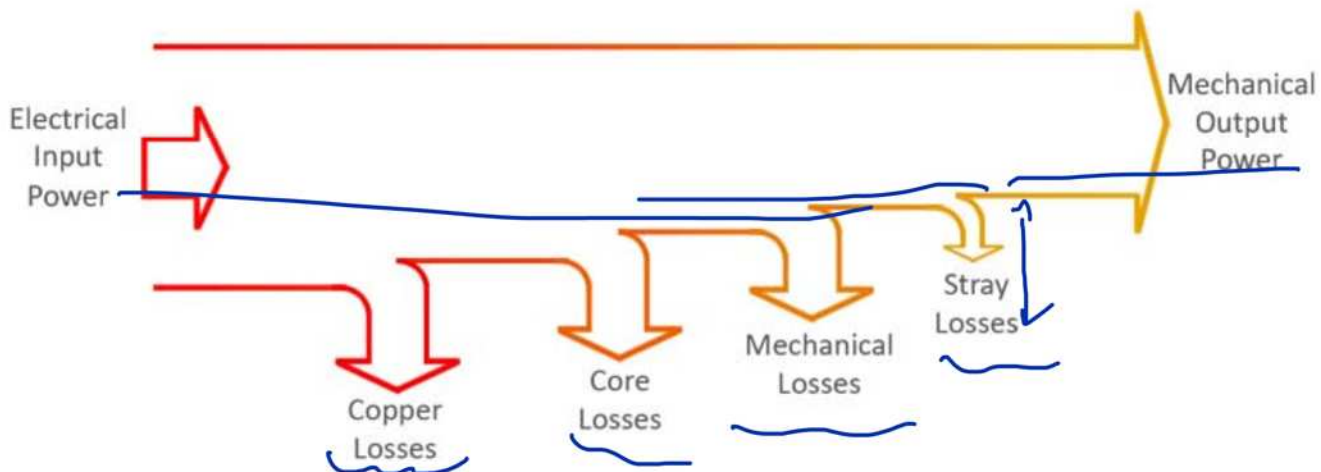 Electrical
Input
Power
Mechanical
Output
Power
Copper
Losses
Core
Losses
Mechanical
Losses
Stray
Losses